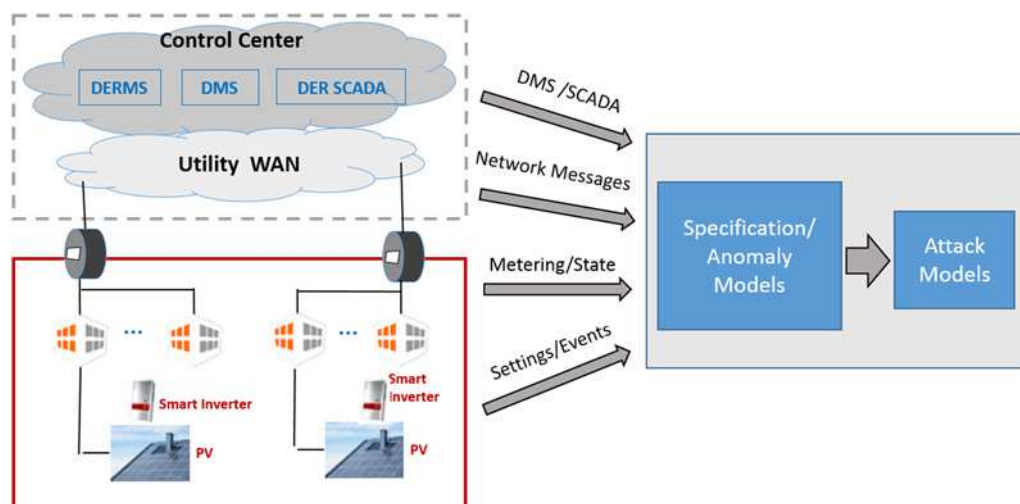 Control Center
DERMS
DMS
DER SCADA
Utility WAN
DMS /SCADA
Network Messages
Metering/State
Settings/Events
Specification/
Anomaly
Models
Attack
Models
...
...
Smart Inverter
PV
Smart
Inverter
PV